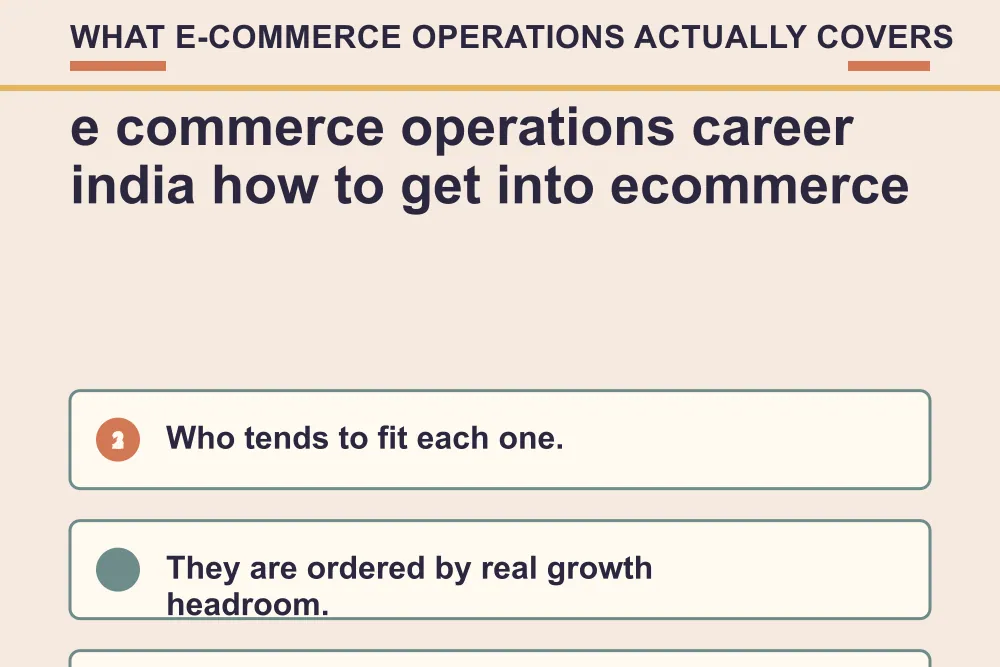 WHAT E-COMMERCE OPERATIONS ACTUALLY COVERS
e commerce operations career
india how to get into ecommerce
2 Who tends to fit each one.
They are ordered by real growth
headroom.